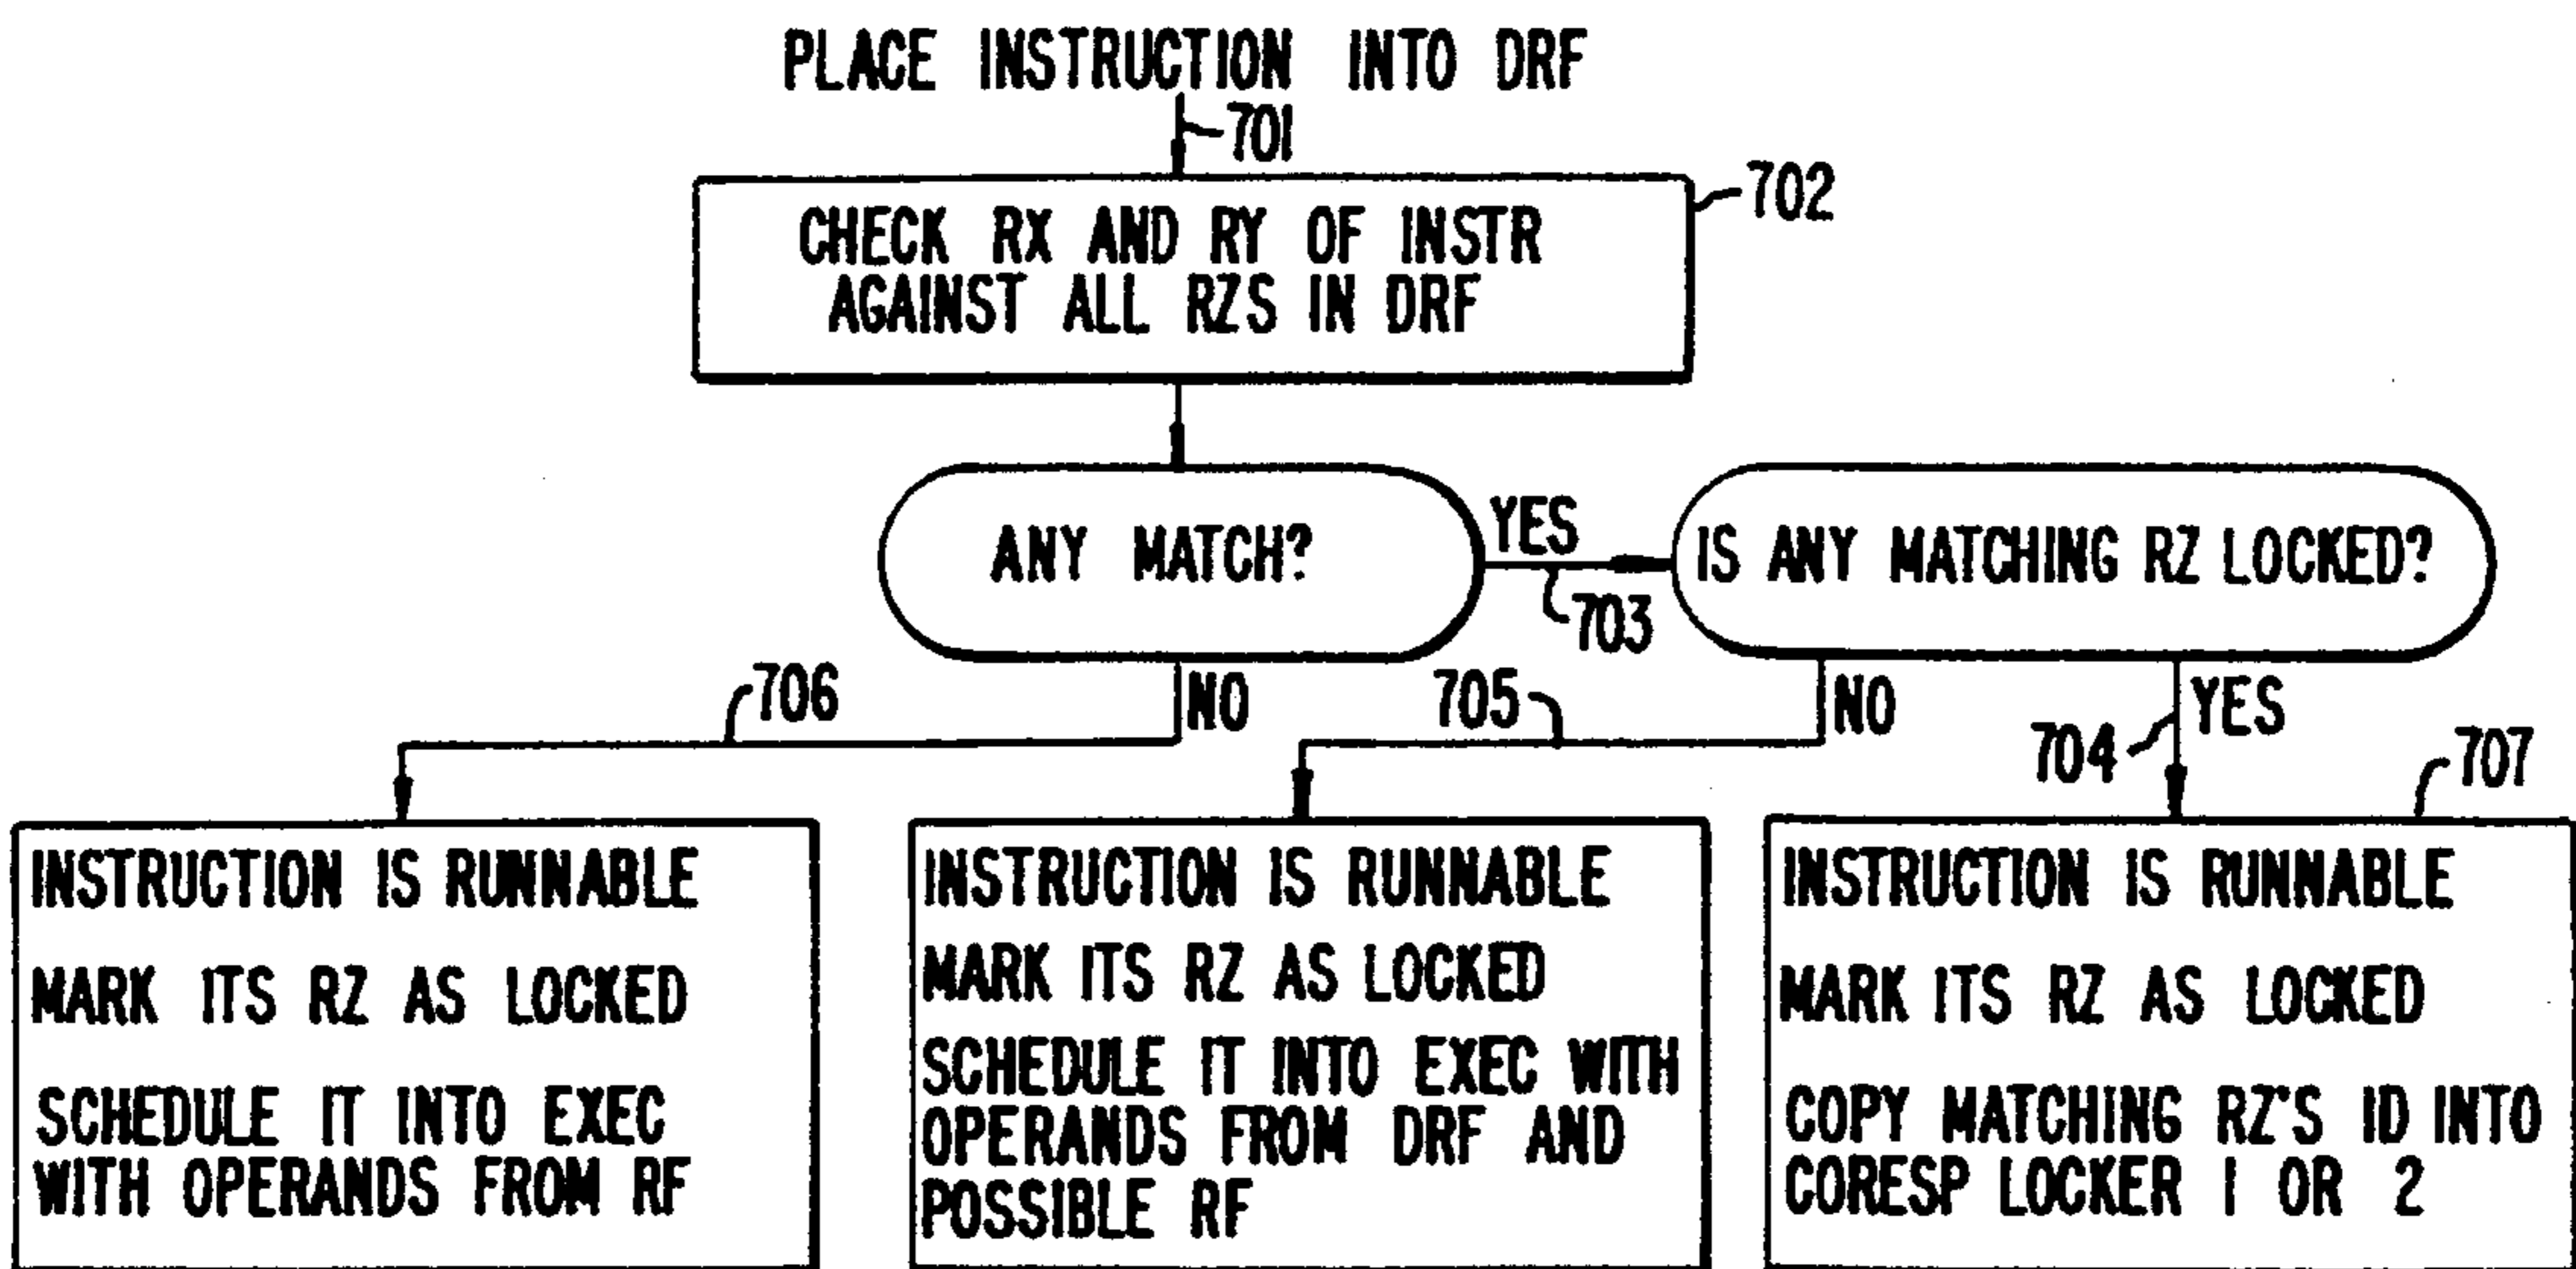 PLACE INSTRUCTION INTO DRF
701
702
CHECK RX AND RY OF INSTR
AGAINST ALL RZS IN DRF
ANY MATCH?
YES
703
IS ANY MATCHING RZ LOCKED?
706
NO
705
NO
704
YES
707
INSTRUCTION IS RUNNABLE
MARK ITS RZ AS LOCKED
SCHEDULE IT INTO EXEC
WITH OPERANDS FROM RF
INSTRUCTION IS RUNNABLE
MARK ITS RZ AS LOCKED
SCHEDULE IT INTO EXEC WITH
OPERANDS FROM DRF AND
POSSIBLE RF
INSTRUCTION IS RUNNABLE
MARK ITS RZ AS LOCKED
COPY MATCHING RZ'S ID INTO
CORESP LOCKER 1 OR 2